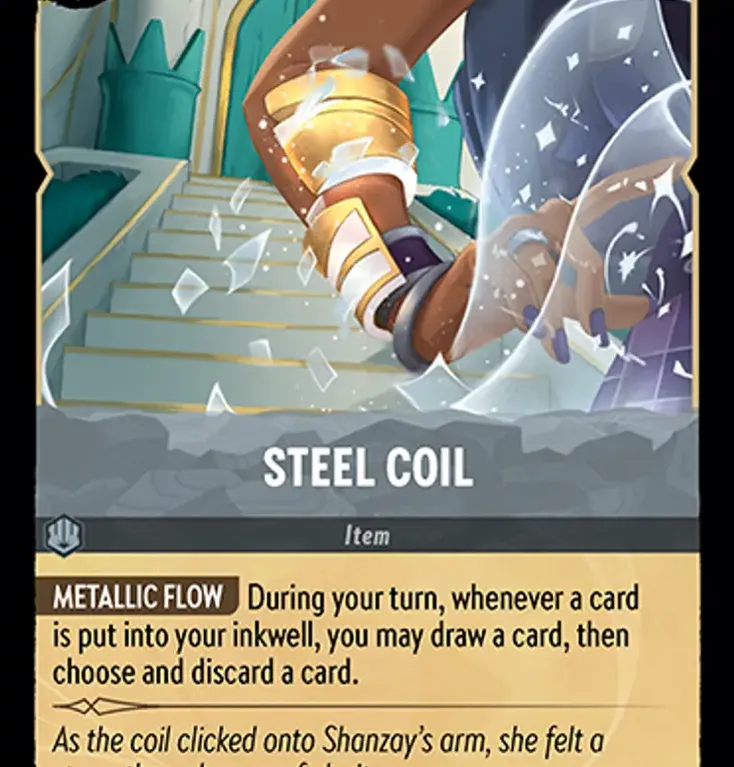 STEEL COIL
Item
METALLIC FLOW During your turn, whenever a card
is put into your inkwell, you may draw a card, then
choose and discard a card.
As the coil clicked onto Shanzay's arm, she felt a